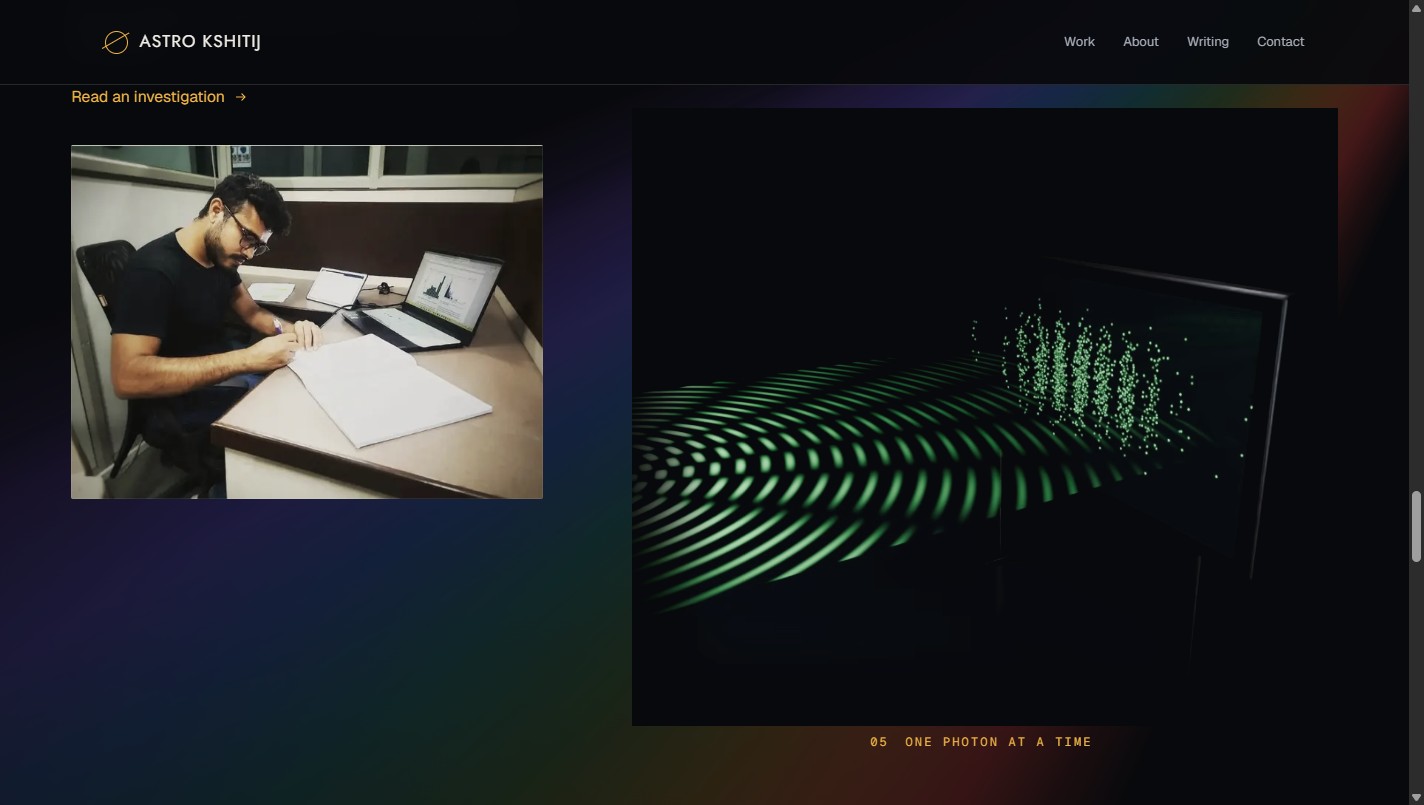 ASTRO KSHITIJ
Work
About
Writing
Contact
Read an investigation →
05 ONE PHOTON AT A TIME